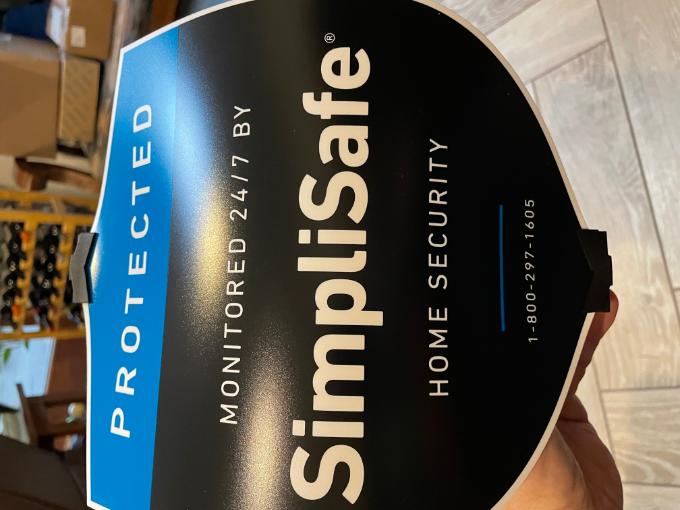 PROTECTED
MONITORED 24/7 BY
SimpliSafe®
HOME SECURITY
1-800-297-1605